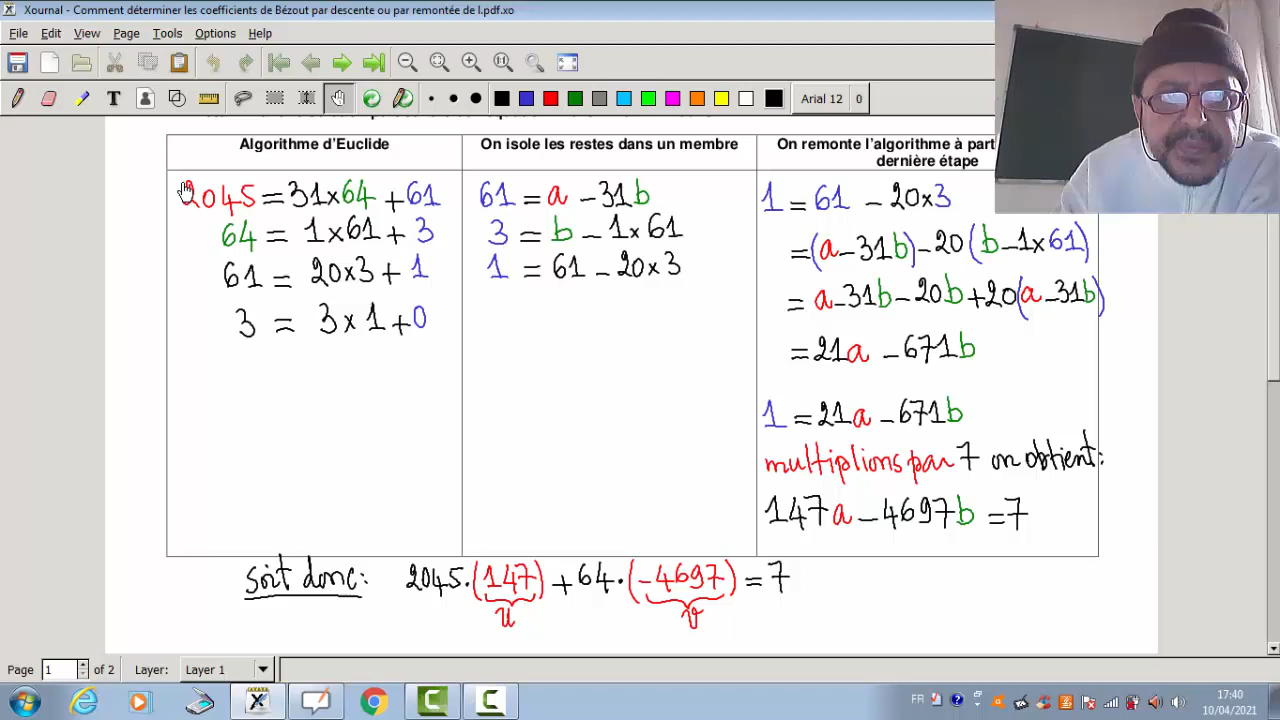 Xournal - Comment déterminer les coefficients de Bézout par descente ou par remontée de l.pdf.xo
File Edit View Page Tools Options Help
Arial 12 0
Algorithme d'Euclide
2045 = 31×64 + 61
64 = 1×61 + 3
61 = 20×3 + 1
3 = 3×1 + 0
On isole les restes dans un membre
61 = a - 31b
3 = b - 1×61
1 = 61 - 20×3
On remonte l'algorithme à part
dernière étape
1 = 61 - 20×3
= (a - 31b) - 20(b - 1×61)
= a - 31b - 20b + 20(a - 31b)
= 21a - 671b
1 = 21a - 671b
multiplions par 7 on obtient:
147a - 4697b = 7
Soit donc: 2045·(147) + 64·(-4697) = 7
u v
Page 1 of 2 Layer: Layer 1
FR 17:40
10/04/2021